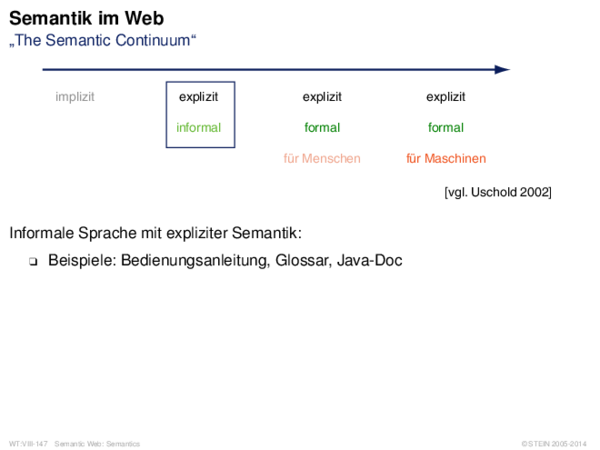 Semantik im Web
„The Semantic Continuum“
implizit explizit explizit explizit
informal formal formal
für Menschen für Maschinen
[vgl. Uschold 2002]
Informale Sprache mit expliziter Semantik:
❑ Beispiele: Bedienungsanleitung, Glossar, Java-Doc
WT:VIII-147 Semantic Web: Semantics © STEIN 2005-2014